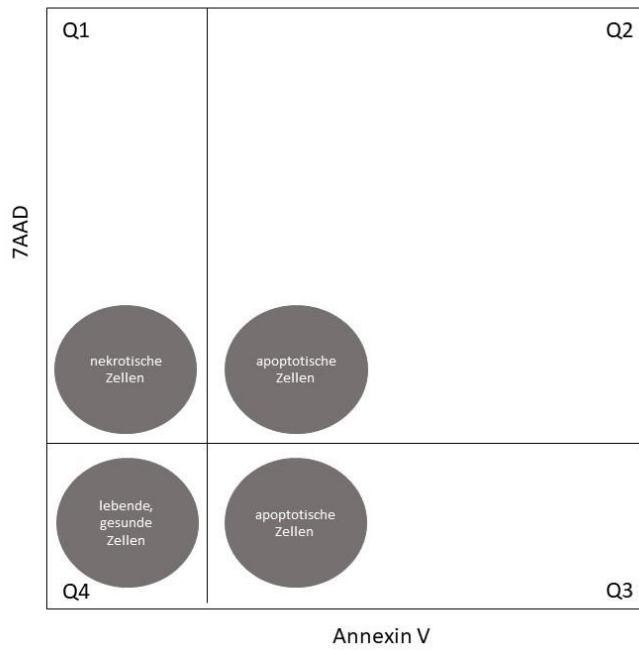 Q1
Q2
7AAD
nekrotische
Zellen
apoptotische
Zellen
lebende,
gesunde
Zellen
apoptotische
Zellen
Q4
Q3
Annexin V